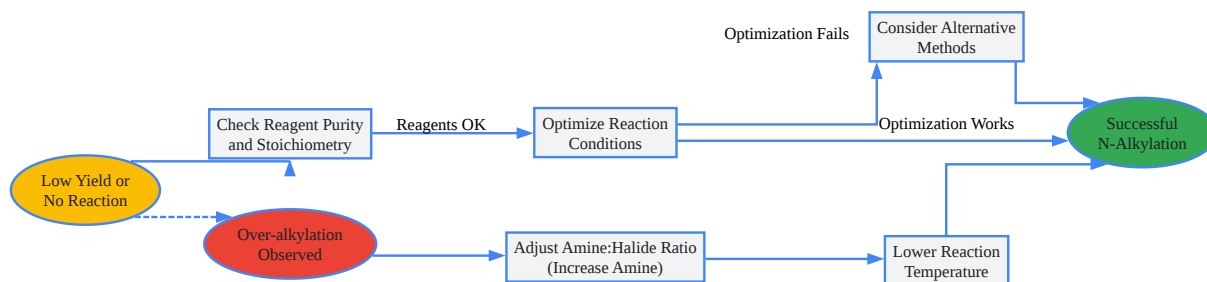 Optimization Fails
Consider Alternative
Methods
Check Reagent Purity
and Stoichiometry
Reagents OK
Optimize Reaction
Conditions
Optimization Works
Successful
N-Alkylation
Low Yield or
No Reaction
Over-alkylation
Observed
Adjust Amine:Halide Ratio
(Increase Amine)
Lower Reaction
Temperature